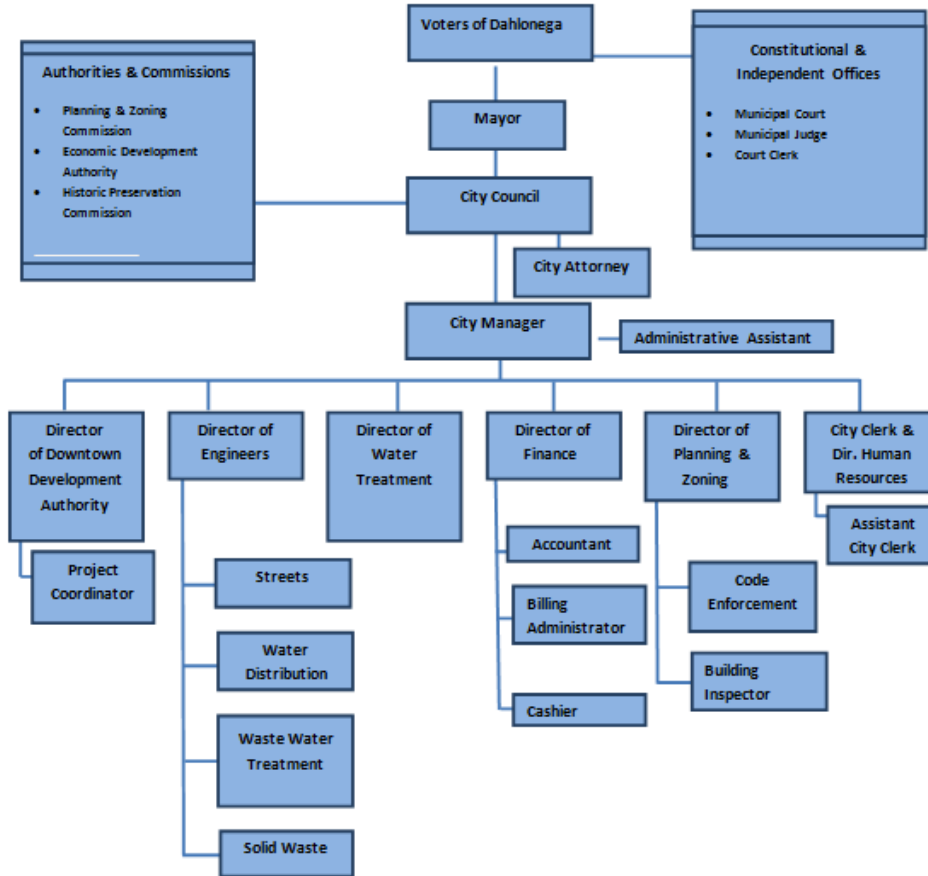 Voters of Dahlonega
Authorities & Commissions
• Planning & Zoning
Commission
• Economic Development
Authority
• Historic Preservation
Commission
Constitutional &
Independent Offices
• Municipal Court
• Municipal Judge
• Court Clerk
Mayor
City Council
City Attorney
City Manager
Administrative Assistant
Director
of Downtown
Development
Authority
Project
Coordinator
Director of
Engineers
Streets
Water
Distribution
Waste Water
Treatment
Solid Waste
Director of
Water
Treatment
Director of
Finance
Accountant
Billing
Administrator
Cashier
Director of
Planning &
Zoning
Code
Enforcement
Building
Inspector
City Clerk &
Dir. Human
Resources
Assistant
City Clerk